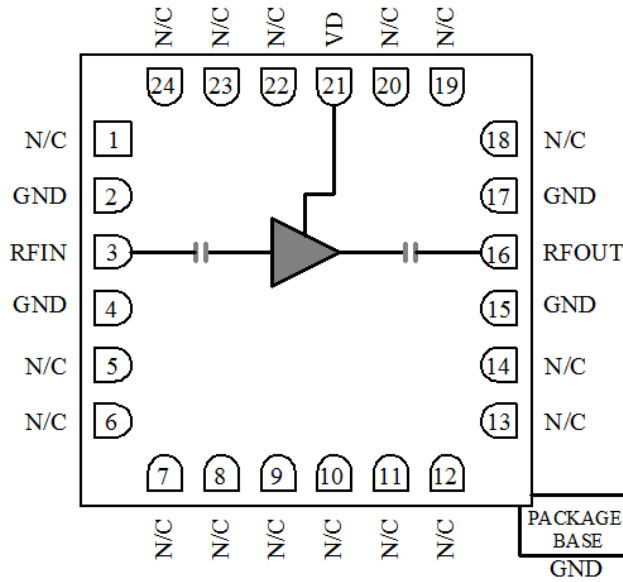 N/C N/C N/C VD N/C N/C
24 23 22 21 20 19
N/C 1 18 N/C
GND 2 17 GND
RFIN 3 16 RFOUT
GND 4 15 GND
N/C 5 14 N/C
N/C 6 13 N/C
7 8 9 10 11 12
N/C N/C N/C N/C N/C N/C
PACKAGE
BASE
GND